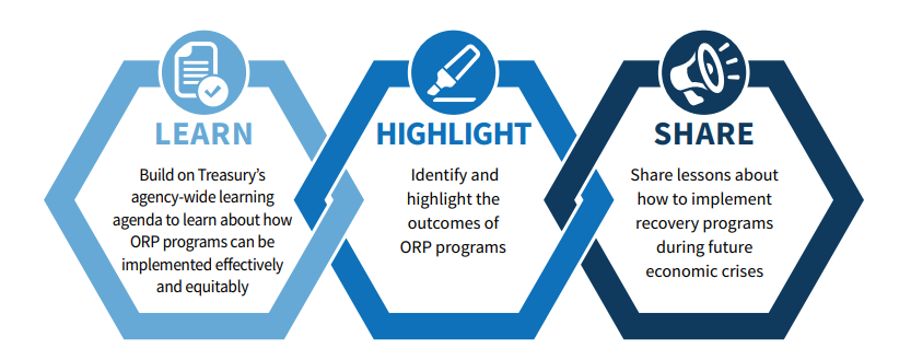 LEARN
Build on Treasury's
agency-wide learning
agenda to learn about how
ORP programs can be
implemented effectively
and equitably
HIGHLIGHT
Identify and
highlight the
outcomes of
ORP programs
SHARE
Share lessons about
how to implement
recovery programs
during future
economic crises